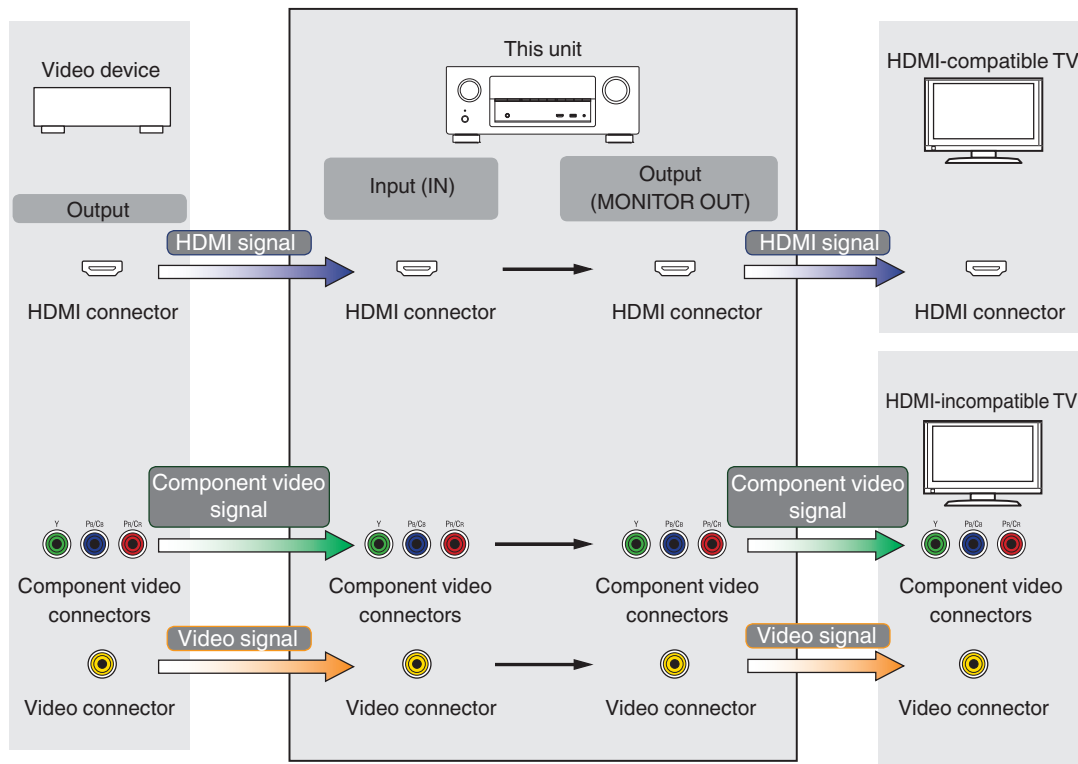 This unit
Video device
HDMI-compatible TV
Input (IN)
Output
(MONITOR OUT)
Output
HDMI signal
HDMI signal
HDMI connector
HDMI connector
HDMI connector
HDMI connector
HDMI-incompatible TV
Component video
signal
Component video
signal
Y PB/CB PR/CR
Y PB/CB PR/CR
Y PB/CB PR/CR
Y PB/CB PR/CR
Component video
connectors
Component video
connectors
Component video
connectors
Component video
connectors
Video signal
Video signal
Video connector
Video connector
Video connector
Video connector